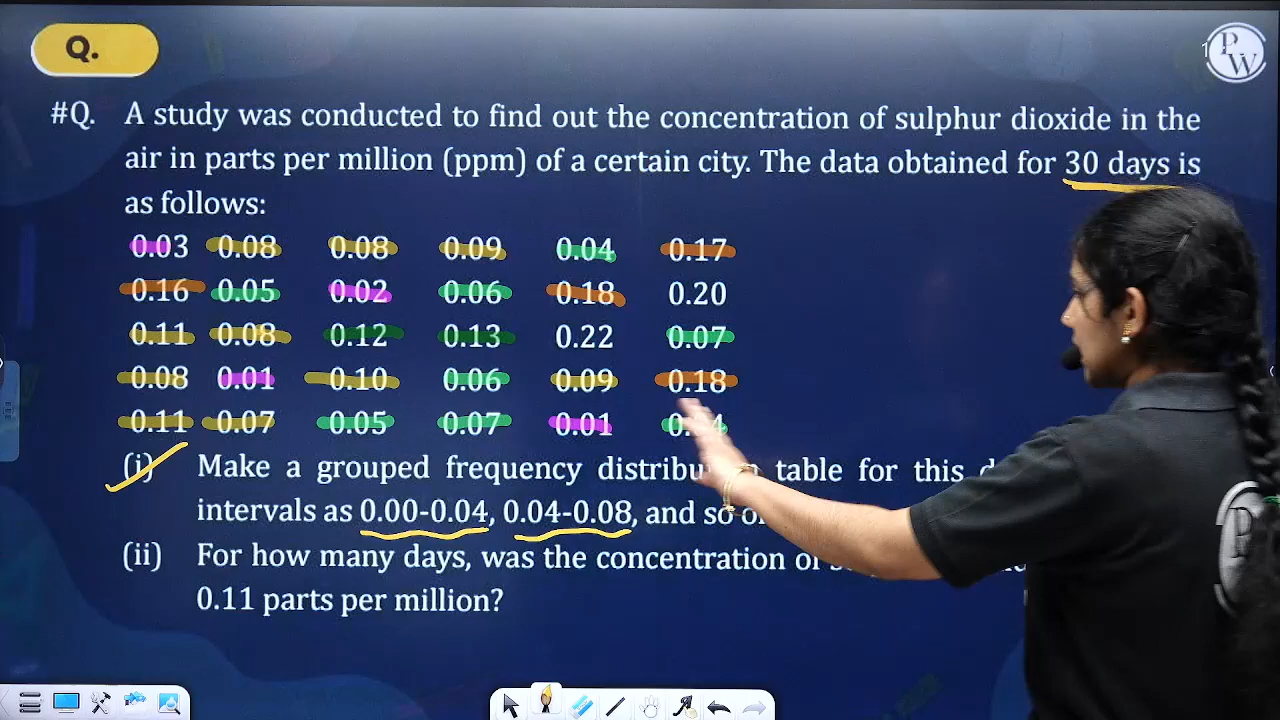 Q.
PW
#Q. A study was conducted to find out the concentration of sulphur dioxide in the
air in parts per million (ppm) of a certain city. The data obtained for 30 days is
as follows:
0.03 0.08 0.08 0.09 0.04 0.17
0.16 0.05 0.02 0.06 0.18 0.20
0.11 0.08 0.12 0.13 0.22 0.07
0.08 0.01 0.10 0.06 0.09 0.18
0.11 0.07 0.05 0.07 0.01
(i) Make a grouped frequency table for this
intervals as 0.00-0.04, 0.04-0.08, and so
(ii) For how many days, was the concentration
0.11 parts per million?